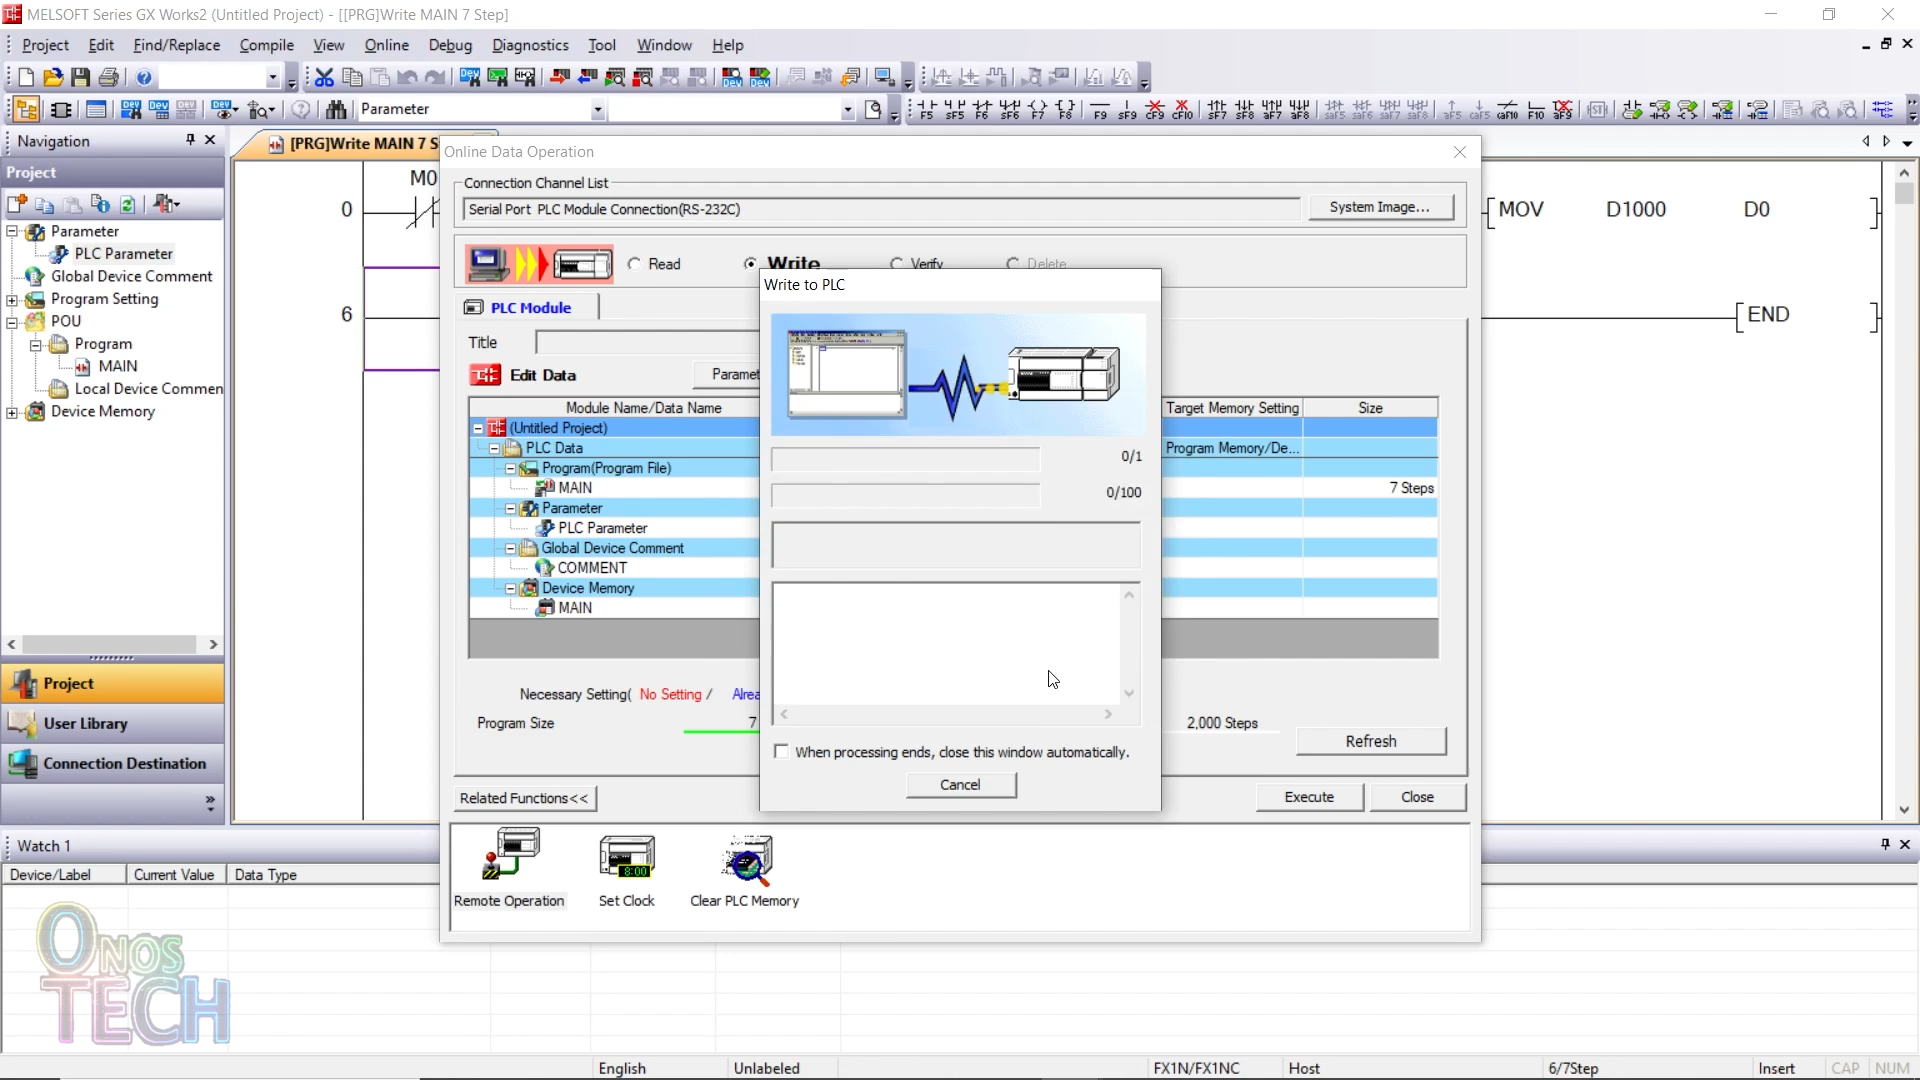 MELSOFT Series GX Works2 (Untitled Project) - [[PRG]Write MAIN 7 Step]
Project Edit Find/Replace Compile View Online Debug Diagnostics Tool Window Help
Parameter
Navigation
[PRG]Write MAIN 7 S
Project
Parameter
PLC Parameter
Global Device Comment
Program Setting
POU
Program
MAIN
Local Device Commen
Device Memory
Project
User Library
Connection Destination
M0
0
MOV D1000 D0
6
END
Online Data Operation
Connection Channel List
Serial Port PLC Module Connection(RS-232C)
System Image...
Read Write Verify Delete
PLC Module
Title
Edit Data
Paramet
Module Name/Data Name
Target Memory Setting
Size
(Untitled Project)
PLC Data
Program Memory/De...
Program(Program File)
MAIN
7 Steps
Parameter
PLC Parameter
Global Device Comment
COMMENT
Device Memory
MAIN
Necessary Setting( No Setting / Alrea
Program Size
7
2,000 Steps
Refresh
Related Functions<<
Execute
Close
Remote Operation
Set Clock
8:00
Clear PLC Memory
Write to PLC
0/1
0/100
When processing ends, close this window automatically.
Cancel
Watch 1
Device/Label
Current Value
Data Type
ONOS
TECH
English
Unlabeled
FX1N/FX1NC
Host
6/7Step
Insert
CAP
NUM